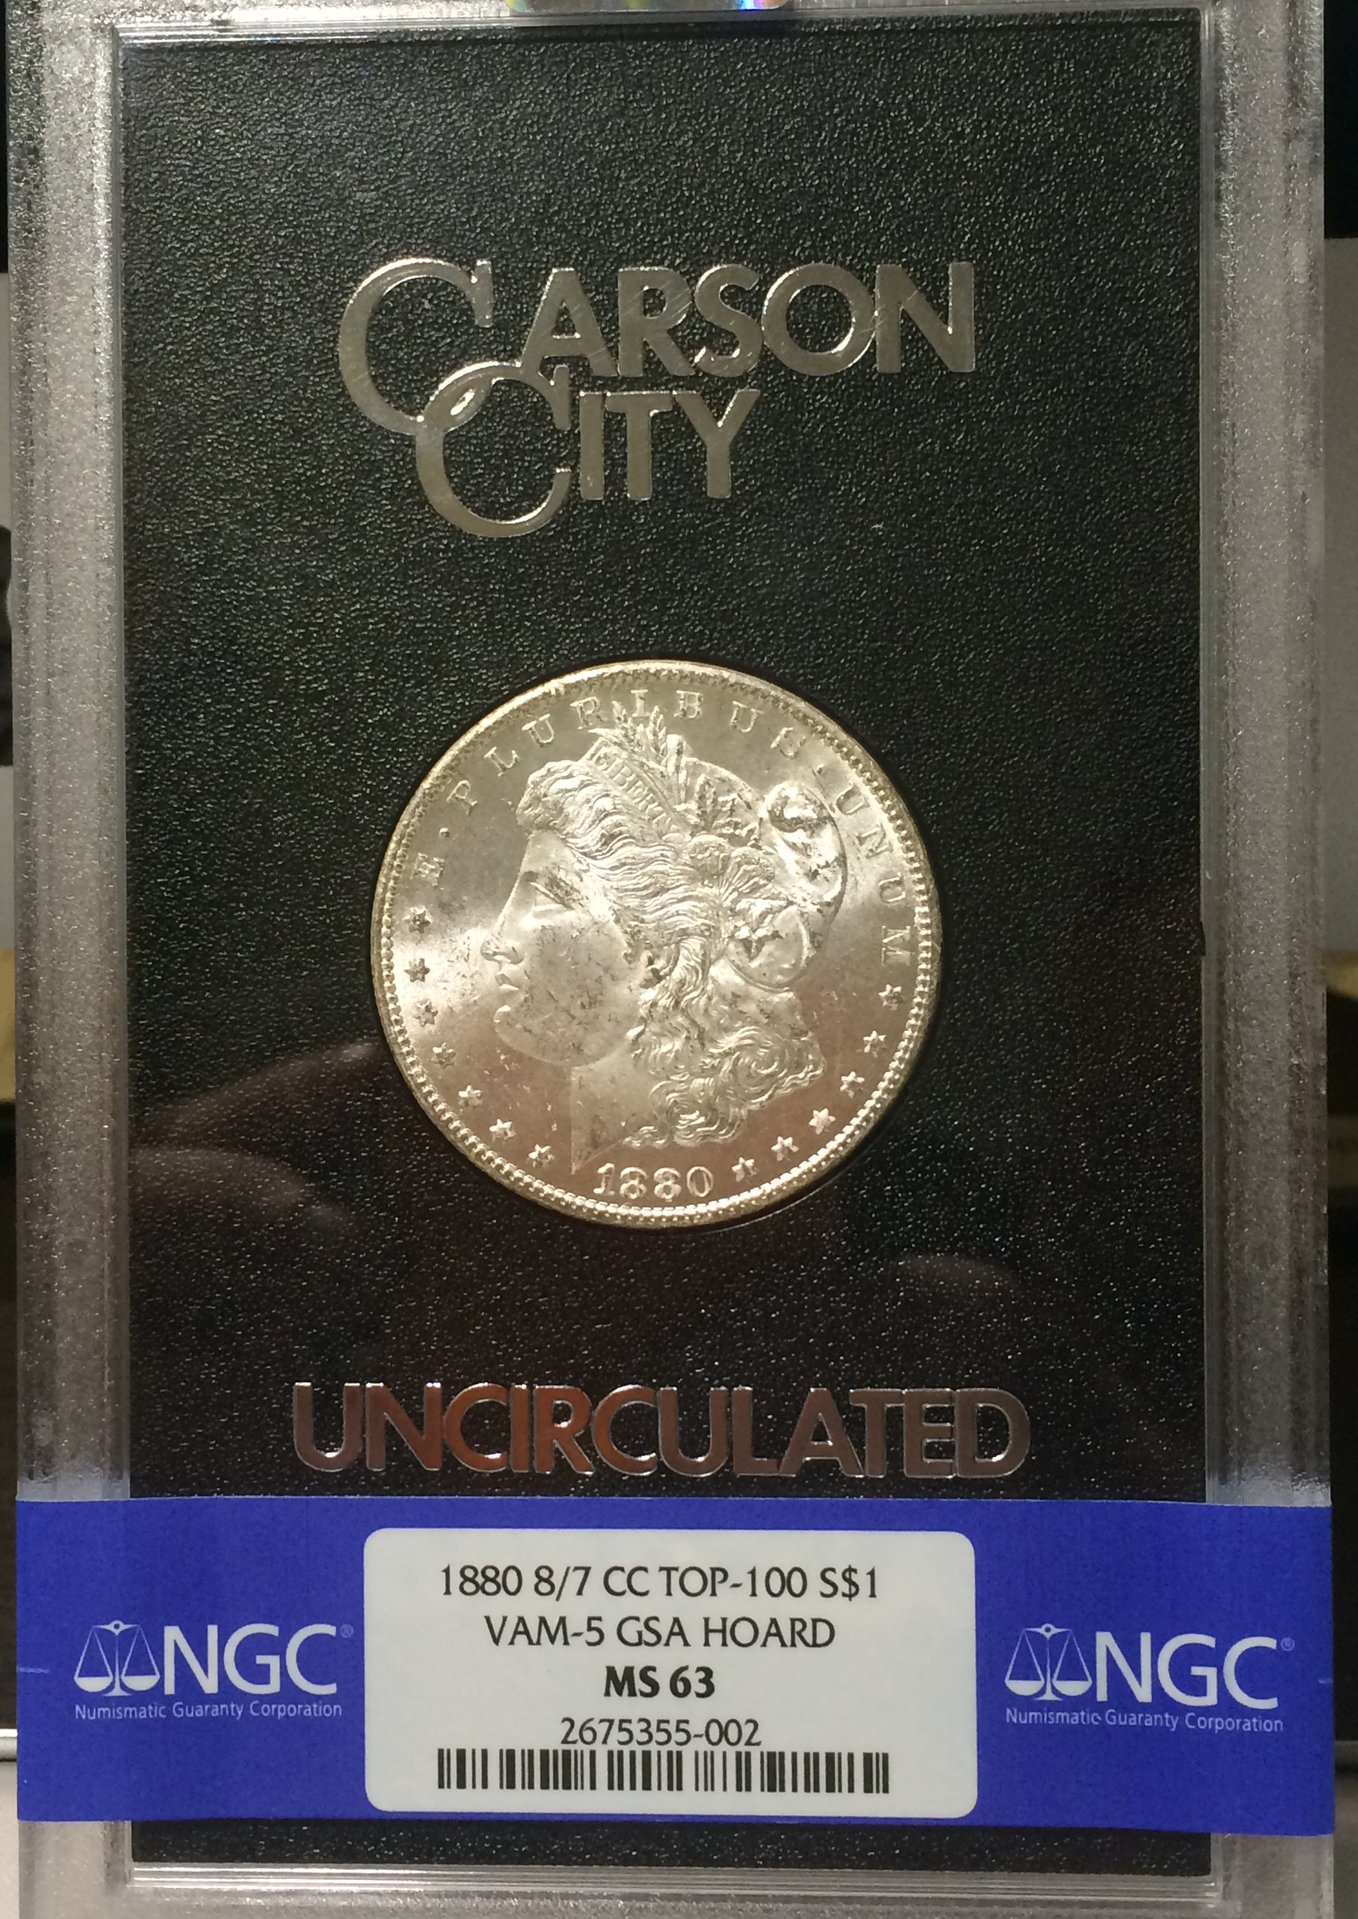 CARSON
CITY
E·PLURIBUS·UNUM
LIBERTY
1880
UNCIRCULATED
1880 8/7 CC TOP-100 S$1
VAM-5 GSA HOARD
MS 63
2675355-002
NGC®
Numismatic Guaranty Corporation
NGC®
Numismatic Guaranty Corporation